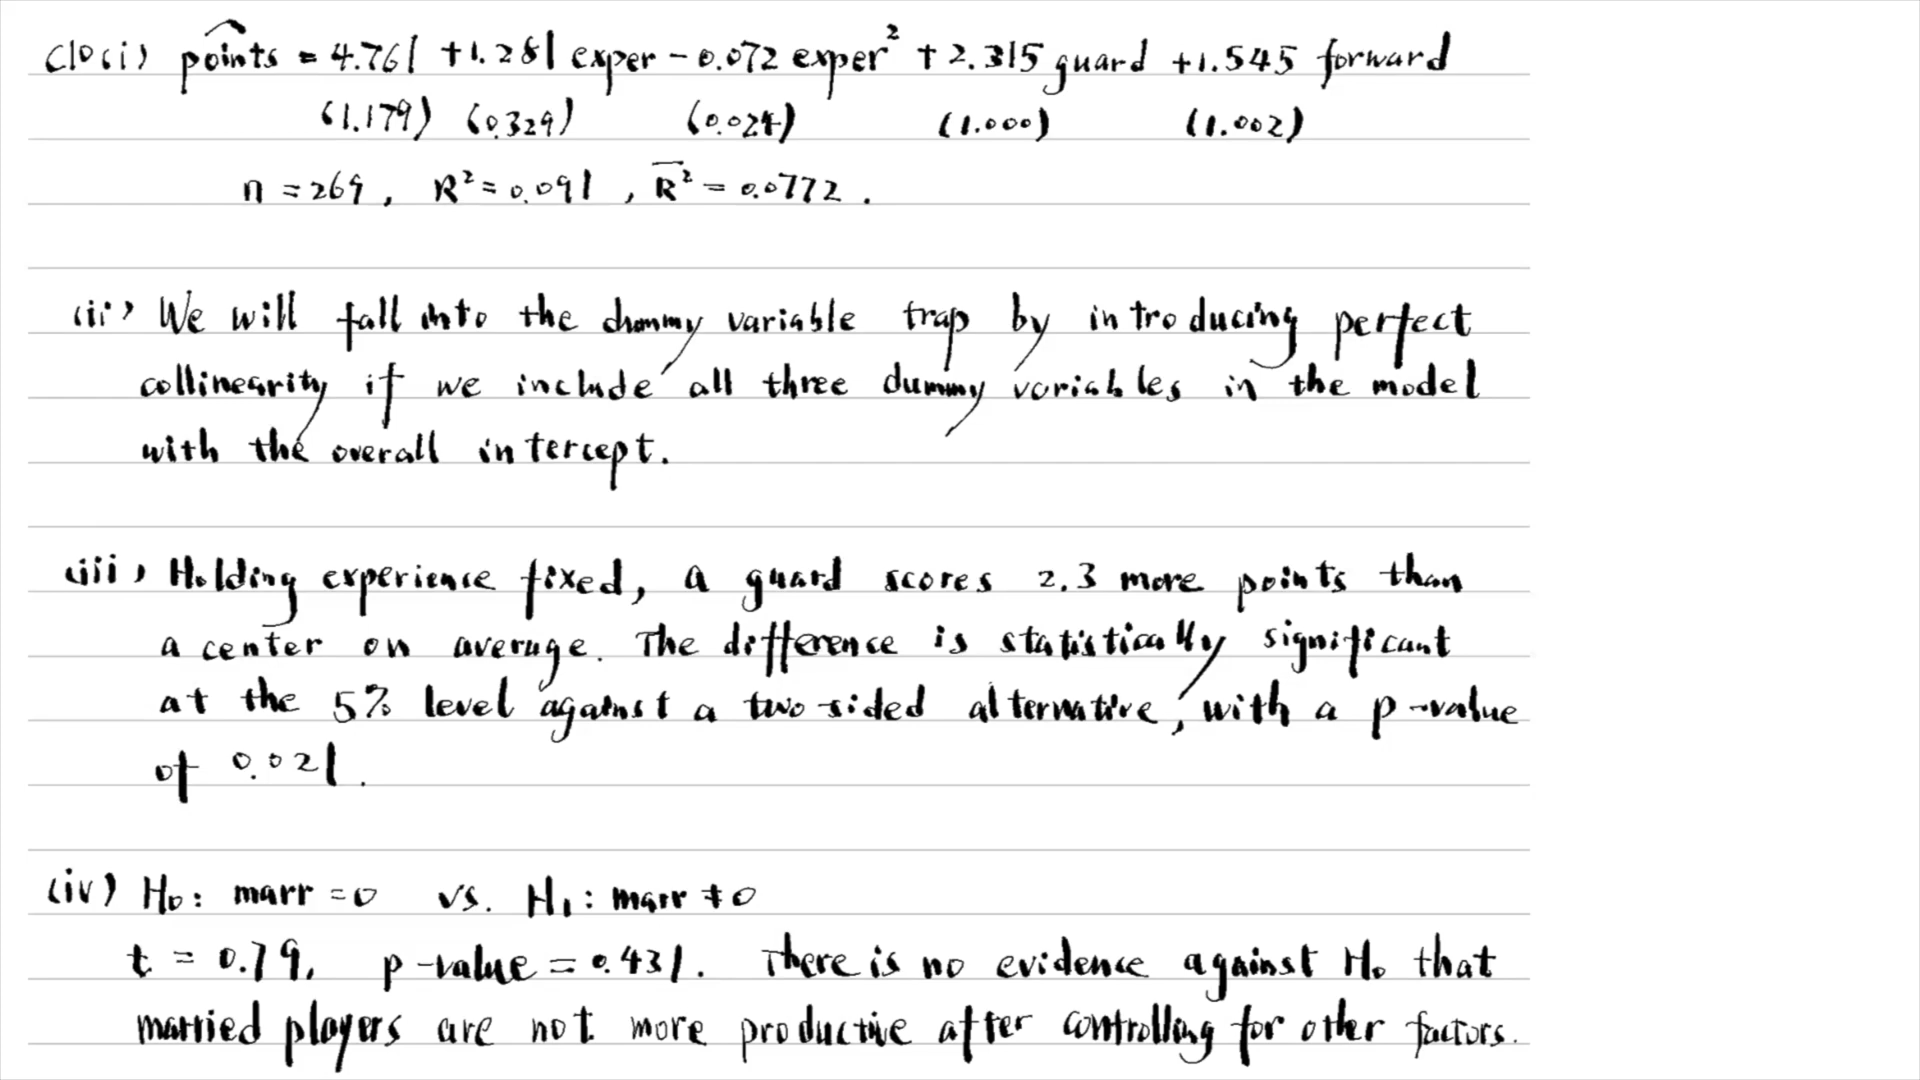 C10(i) points^ = 4.761 + 1.281 exper - 0.072 exper² + 2.315 guard + 1.545 forward
(1.179) (0.329) (0.024) (1.000) (1.002)
n = 269, R² = 0.091, R̄² = 0.0772.
(ii) We will fall into the dummy variable trap by introducing perfect
collinearity if we include all three dummy variables in the model
with the overall intercept.
(iii) Holding experience fixed, a guard scores 2.3 more points than
a center on average. The difference is statistically significant
at the 5% level against a two-sided alternative, with a p-value
of 0.021.
(iv) H₀: marr = 0 vs. H₁: marr ≠ 0
t = 0.79, p-value = 0.431. There is no evidence against H₀ that
married players are not more productive after controlling for other factors.